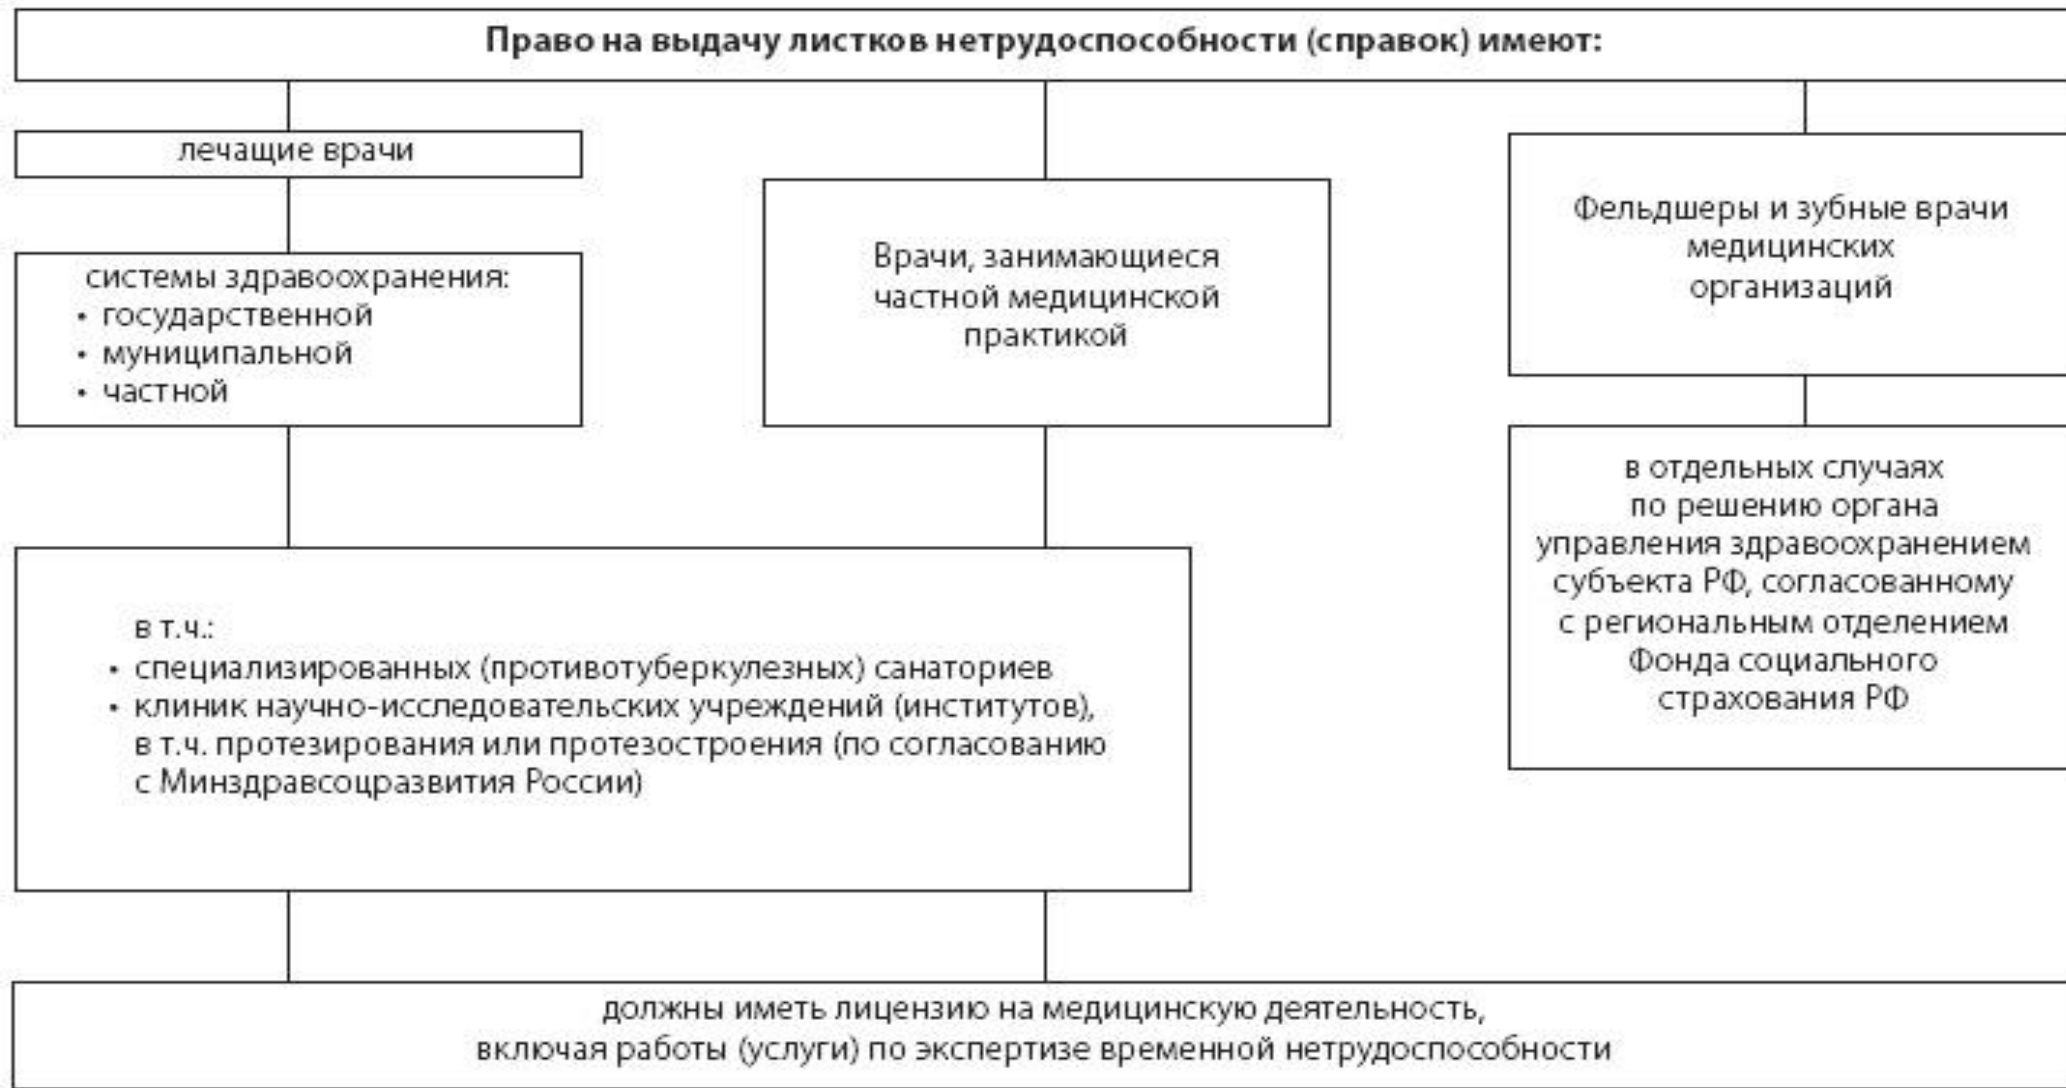 Право на выдачу листков нетрудоспособности (справок) имеют:
лечащие врачи
системы здравоохранения:
• государственной
• муниципальной
• частной
Врачи, занимающиеся
частной медицинской
практикой
Фельдшеры и зубные врачи
медицинских
организаций
в отдельных случаях
по решению органа
управления здравоохранением
субъекта РФ, согласованному
с региональным отделением
Фонда социального
страхования РФ
в т.ч.:
• специализированных (противотуберкулезных) санаториев
• клиник научно-исследовательских учреждений (институтов),
в т.ч. протезирования или протезостроения (по согласованию
с Минздравсоцразвития России)
должны иметь лицензию на медицинскую деятельность,
включая работы (услуги) по экспертизе временной нетрудоспособности